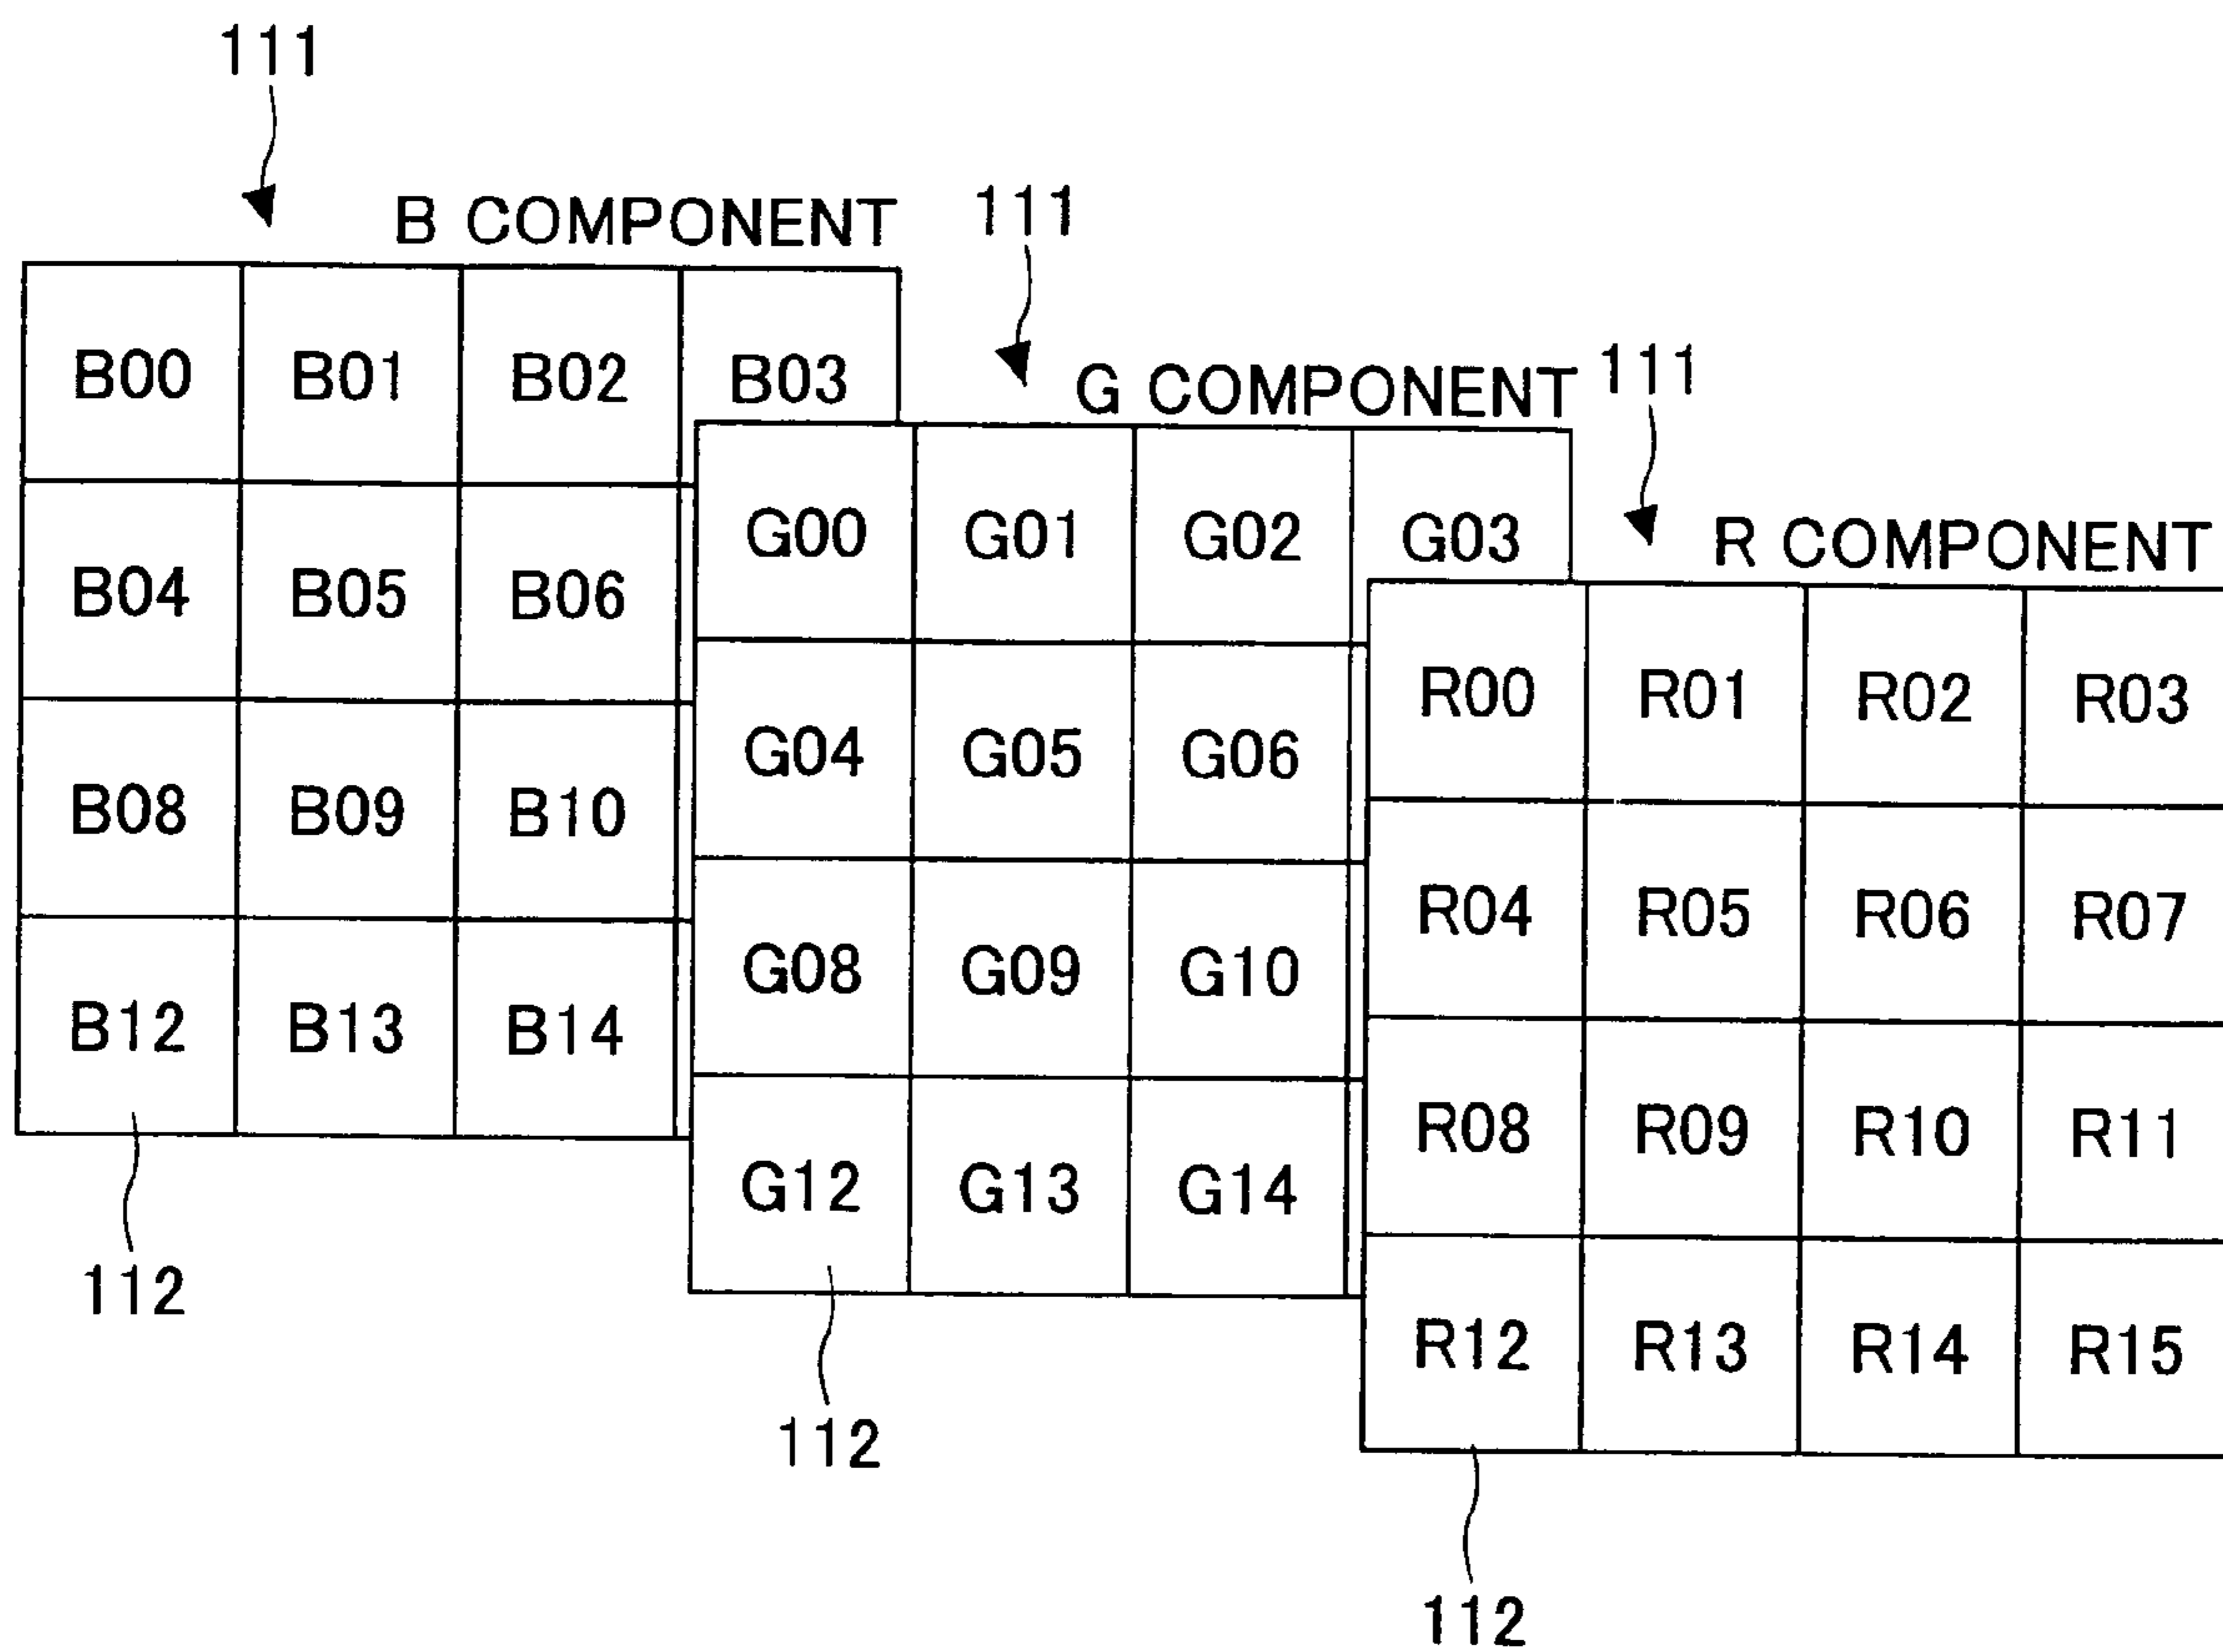 111
B COMPONENT
B00 B01 B02 B03
B04 B05 B06
B08 B09 B10
B12 B13 B14
112
111
G COMPONENT
G00 G01 G02 G03
G04 G05 G06
G08 G09 G10
G12 G13 G14
112
111
R COMPONENT
R00 R01 R02 R03
R04 R05 R06 R07
R08 R09 R10 R11
R12 R13 R14 R15
112